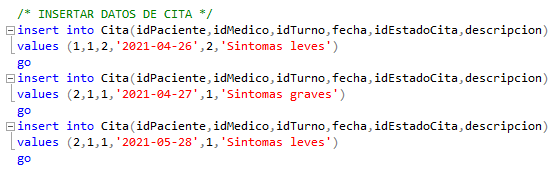 /* INSERTAR DATOS DE CITA */
insert into Cita(idPaciente,idMedico,idTurno,fecha,idEstadoCita,descripcion)
values (1,1,2,'2021-04-26',2,'Sintomas leves')
go
insert into Cita(idPaciente,idMedico,idTurno,fecha,idEstadoCita,descripcion)
values (2,1,1,'2021-04-27',1,'Sintomas graves')
go
insert into Cita(idPaciente,idMedico,idTurno,fecha,idEstadoCita,descripcion)
values (2,1,1,'2021-05-28',1,'Sintomas leves')
go